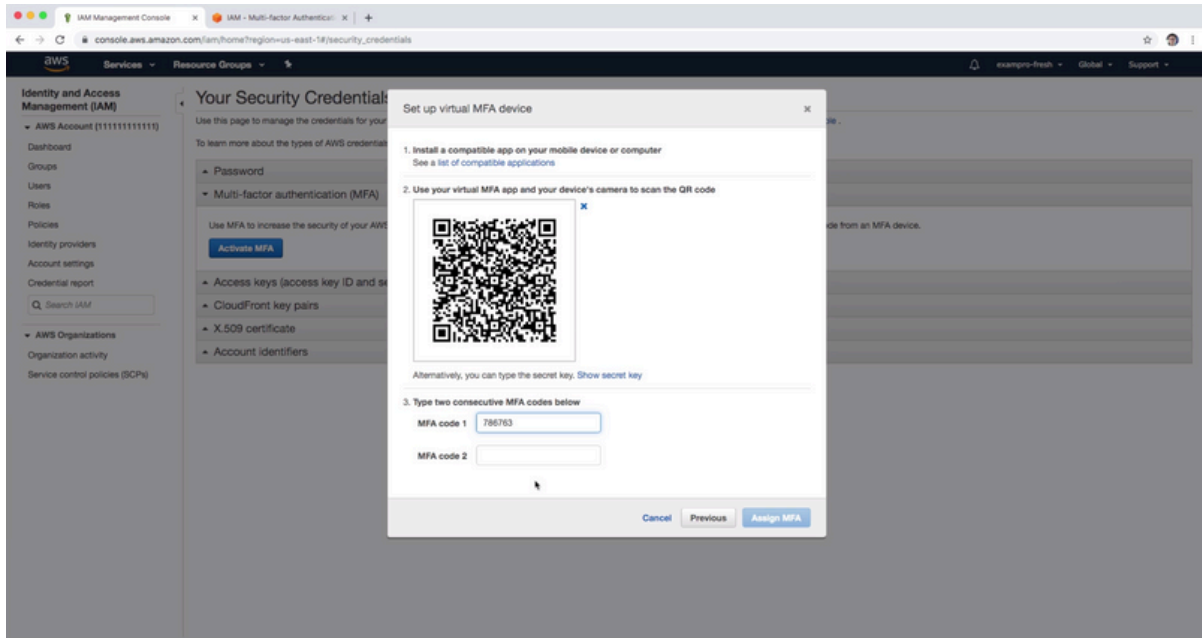 IAM Management Console
IAM - Multi-factor Authenticat
console.aws.amazon.com/iam/home?region=us-east-1#/security_credentials
aws Services Resource Groups exampro-fresh Global Support
Identity and Access Management (IAM)
AWS Account (111111111111)
Dashboard
Groups
Users
Roles
Policies
Identity providers
Account settings
Credential report
Search IAM
AWS Organizations
Organization activity
Service control policies (SCPs)
Your Security Credentials
Use this page to manage the credentials for your
To learn more about the types of AWS credentials
Password
Multi-factor authentication (MFA)
Use MFA to increase the security of your AWS
de from an MFA device.
Activate MFA
Access keys (access key ID and se
CloudFront key pairs
X.509 certificate
Account identifiers
Set up virtual MFA device
1. Install a compatible app on your mobile device or computer
See a list of compatible applications
2. Use your virtual MFA app and your device's camera to scan the QR code
Alternatively, you can type the secret key. Show secret key
3. Type two consecutive MFA codes below
MFA code 1 786763
MFA code 2
Cancel Previous Assign MFA